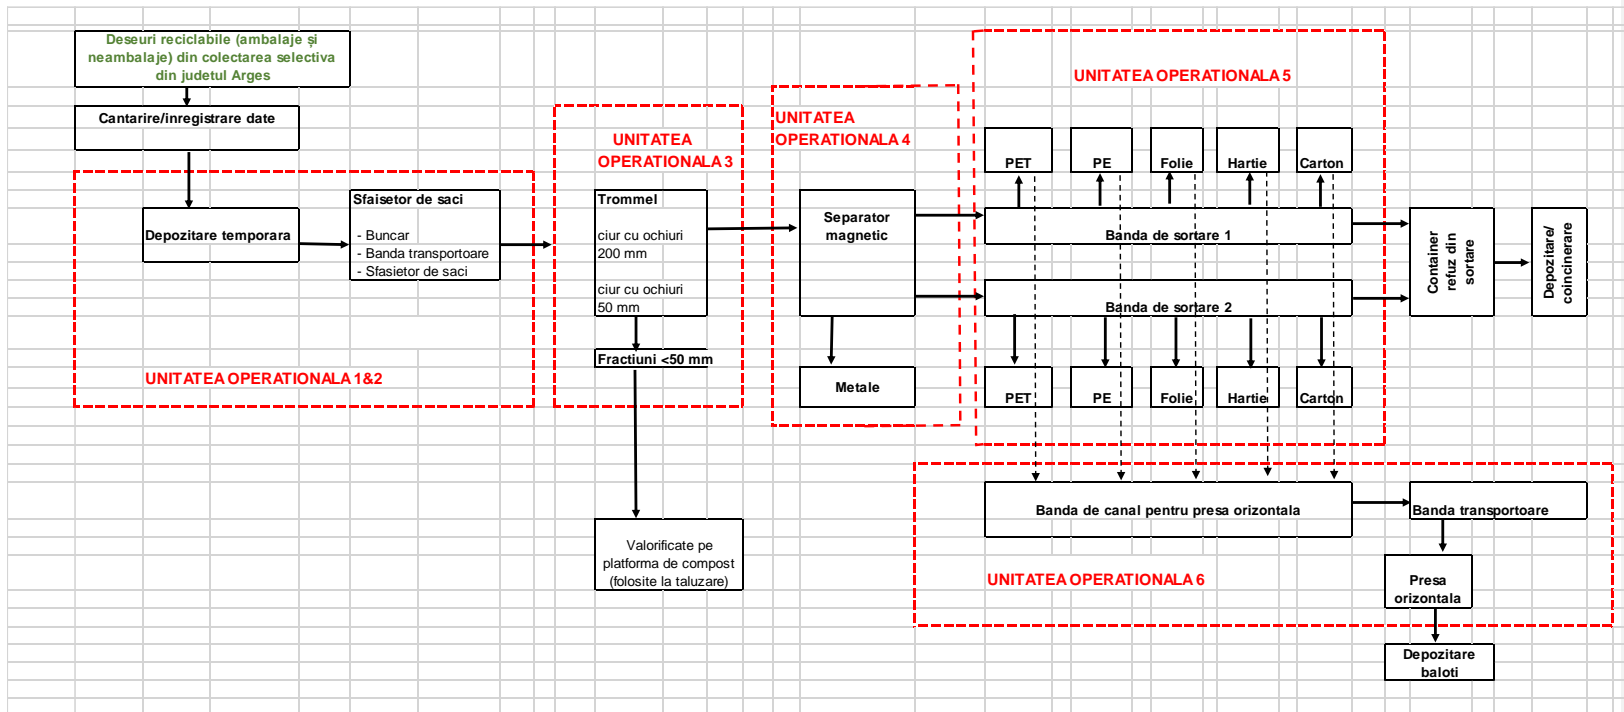 Deseuri reciclabile (ambalaje și
neambalaje) din colectarea selectiva
din judetul Arges
Cantarire/inregistrare date
Depozitare temporara
Sfaisetor de saci
- Buncar
- Banda transportoare
- Sfasietor de saci
UNITATEA OPERATIONALA 1&2
UNITATEA
OPERATIONALA 3
Trommel
ciur cu ochiuri
200 mm
ciur cu ochiuri
50 mm
Fractiuni <50 mm
Valorificate pe
platforma de compost
(folosite la taluzare)
UNITATEA
OPERATIONALA 4
Separator
magnetic
Metale
UNITATEA OPERATIONALA 5
PET
PE
Folie
Hartie
Carton
Banda de sortare 1
Banda de sortare 2
PET
PE
Folie
Hartie
Carton
Container
refuz din
sortare
Depozitare/
coincinerare
Banda de canal pentru presa orizontala
Banda transportoare
UNITATEA OPERATIONALA 6
Presa
orizontala
Depozitare
baloti